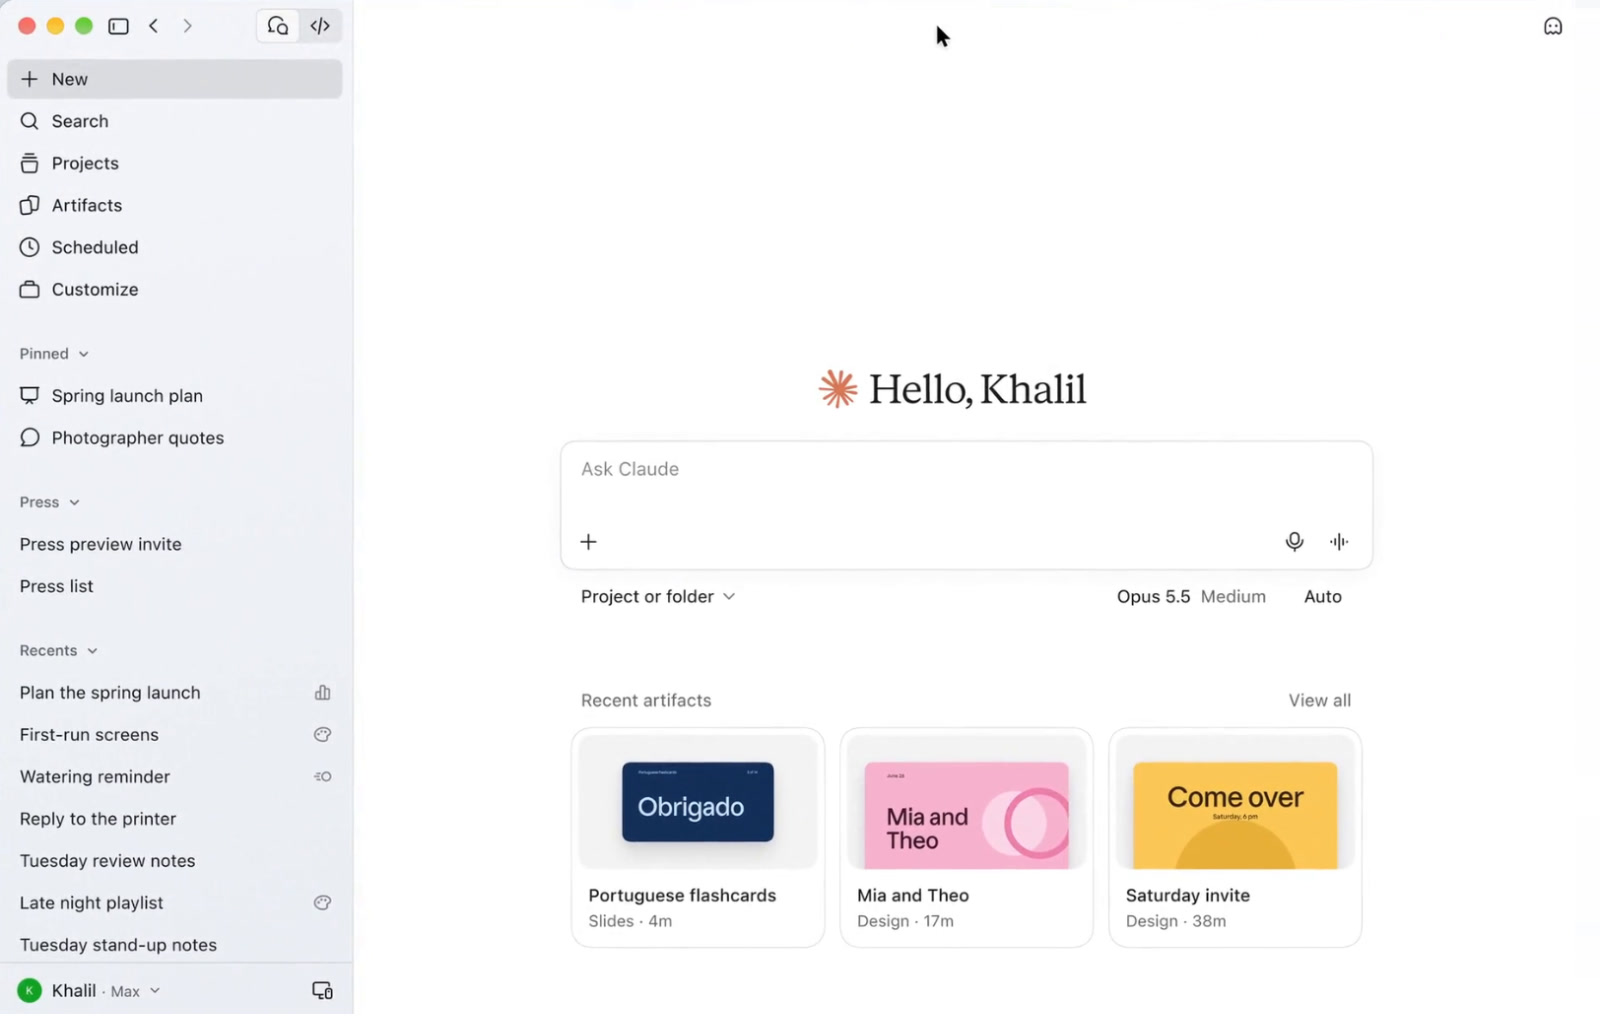 New
Search
Projects
Artifacts
Scheduled
Customize
Pinned
Spring launch plan
Photographer quotes
Press
Press preview invite
Press list
Recents
Plan the spring launch
First-run screens
Watering reminder
Reply to the printer
Tuesday review notes
Late night playlist
Tuesday stand-up notes
K
Khalil · Max
Hello, Khalil
Ask Claude
Project or folder
Opus 5.5 Medium
Auto
Recent artifacts
View all
Obrigado
Portuguese flashcards
Slides · 4m
Mia and
Theo
Mia and Theo
Design · 17m
Come over
Saturday, 6 pm
Saturday invite
Design · 38m